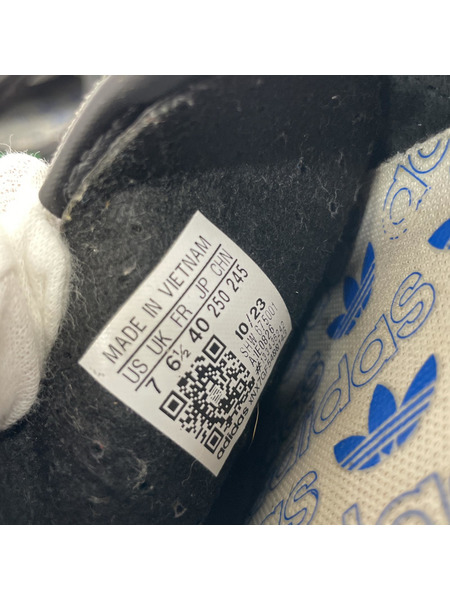 MADE IN VIETNAM
US UK FR JP CHN
7 6½ 40 250 245
10/23
adidas
adidas
adidas